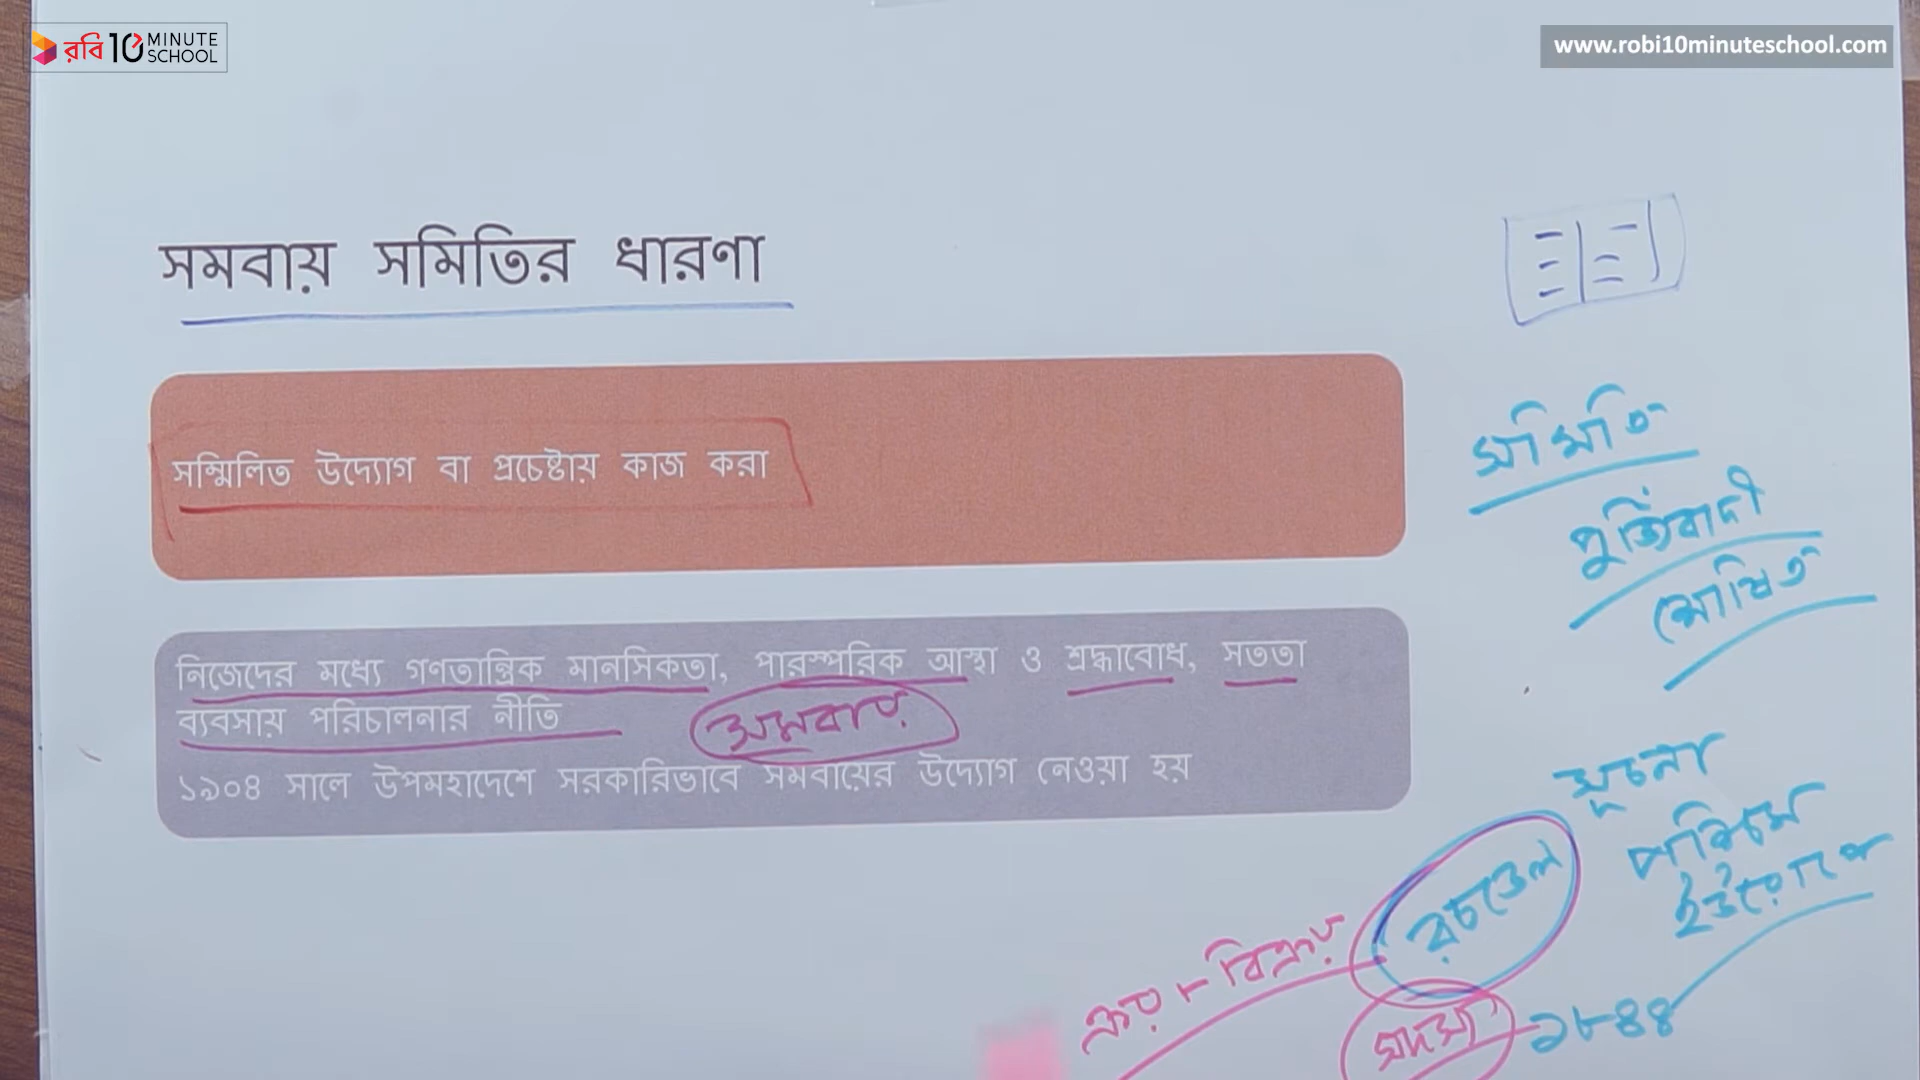 রবি 10 MINUTE SCHOOL
www.robi10minuteschool.com
সমবায় সমিতির ধারণা
সম্মিলিত উদ্যোগ বা প্রচেষ্টায় কাজ করা
নিজেদের মধ্যে গণতান্ত্রিক মানসিকতা, পারস্পরিক আস্থা ও শ্রদ্ধাবোধ, সততা
ব্যবসায় পরিচালনার নীতি
সমবায়
১৯০৪ সালে উপমহাদেশে সরকারিভাবে সমবায়ের উদ্যোগ নেওয়া হয়
সমিতি
পুঁজিবাদী
শোষিত
সূচনা
পশ্চিম
ইউরোপে
রচডেল
ক্রয়-বিক্রয়
সদস্য
১৮৪৪